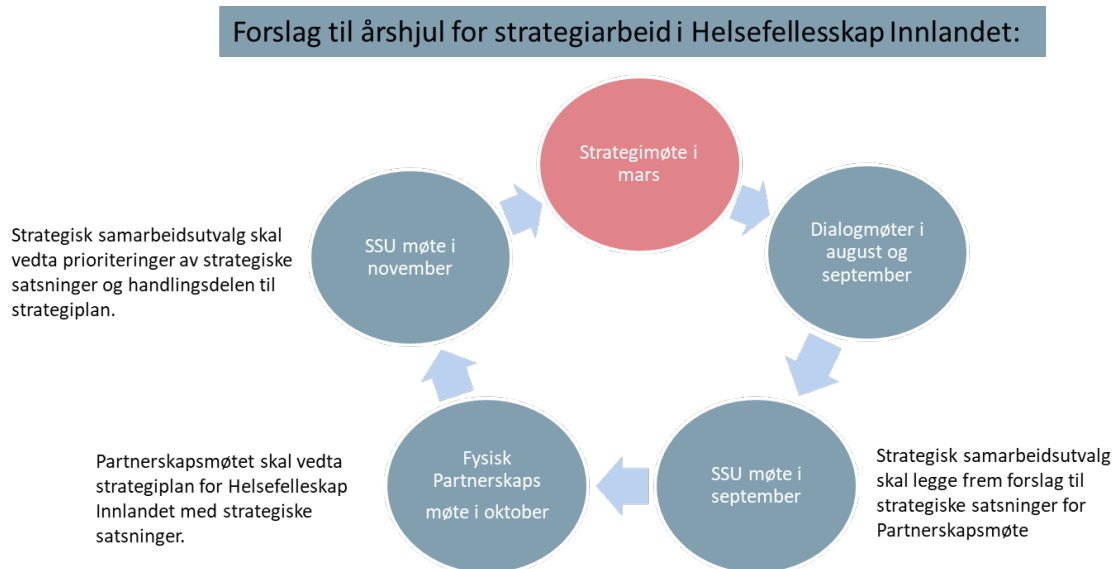 Forslag til årshjul for strategiarbeid i Helsefellesskap Innlandet:
Strategimøte i
mars
Dialogmøter i
august og
september
SSU møte i
september
Strategisk samarbeidsutvalg
skal legge frem forslag til
strategiske satsninger for
Partnerskapsmøte
Fysisk
Partnerskaps
møte i oktober
Partnerskapsmøtet skal vedta
strategiplan for Helsefelleskap
Innlandet med strategiske
satsninger.
SSU møte i
november
Strategisk samarbeidsutvalg skal
vedta prioriteringer av strategiske
satsninger og handlingsdelen til
strategiplan.